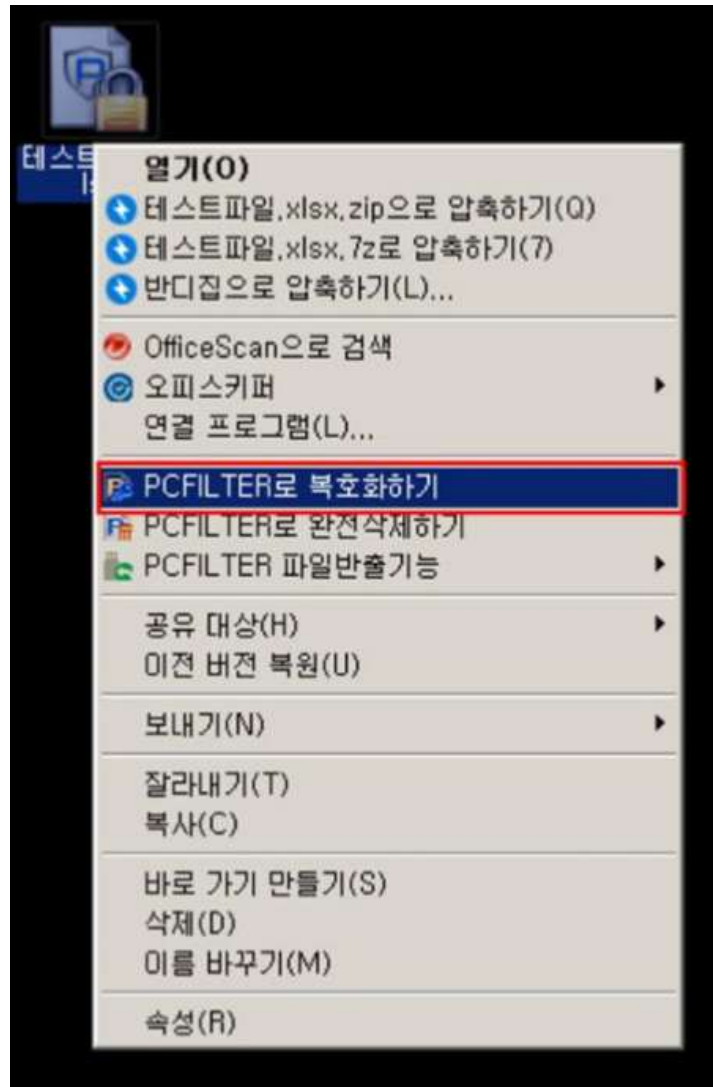 테스트
ls
열기(O)
테스트파일.xlsx.zip으로 압축하기(Q)
테스트파일.xlsx.7z로 압축하기(7)
반디집으로 압축하기(L)...
OfficeScan으로 검색
오피스키퍼
연결 프로그램(L)...
PCFILTER로 복호화하기
PCFILTER로 완전삭제하기
PCFILTER 파일반출기능
공유 대상(H)
이전 버전 복원(U)
보내기(N)
잘라내기(T)
복사(C)
바로 가기 만들기(S)
삭제(D)
이름 바꾸기(M)
속성(R)